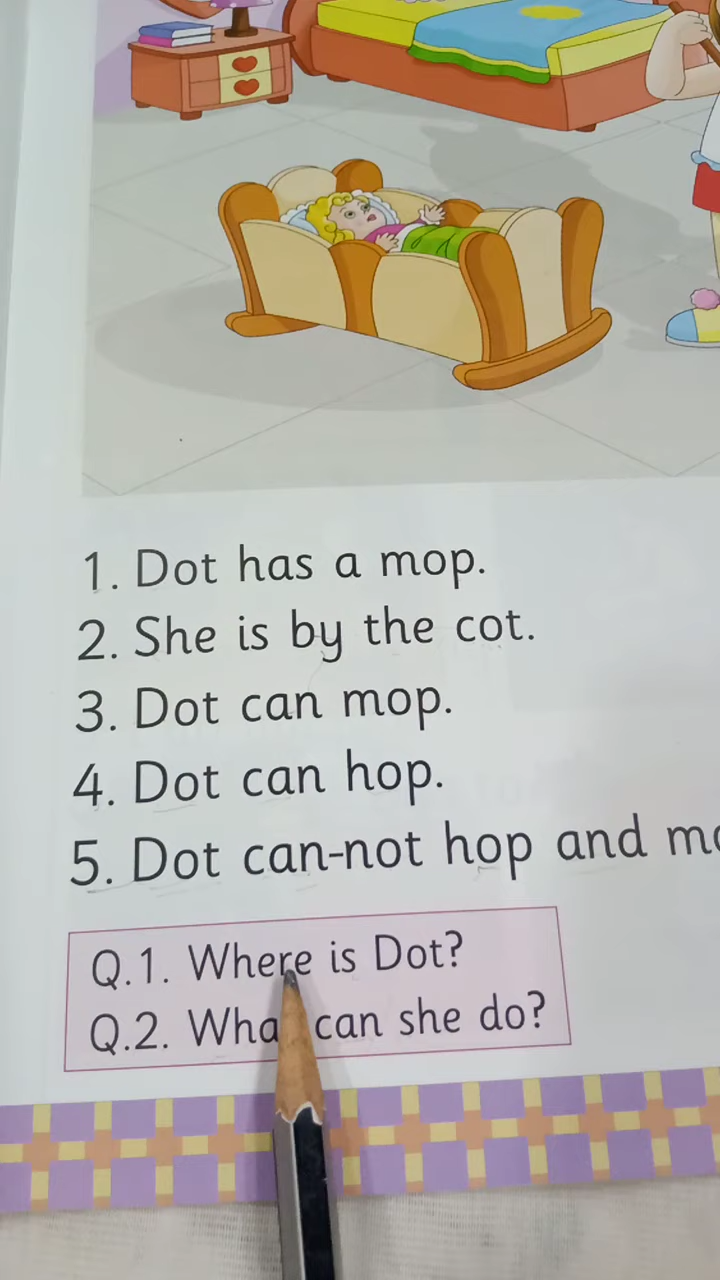 1. Dot has a mop.
2. She is by the cot.
3. Dot can mop.
4. Dot can hop.
5. Dot can-not hop and
Q.1. Where is Dot?
Q.2. What can she do?